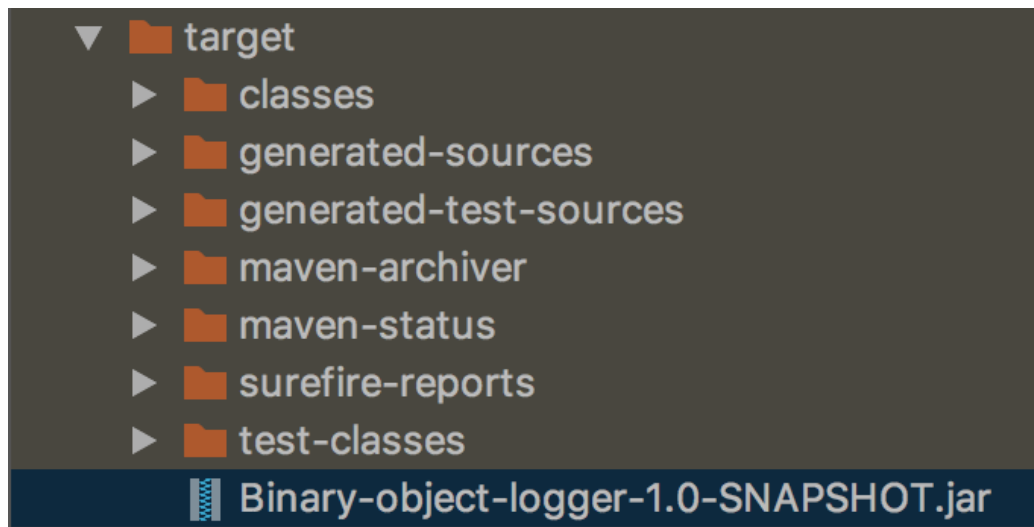 target
classes
generated-sources
generated-test-sources
maven-archiver
maven-status
surefire-reports
test-classes
Binary-object-logger-1.0-SNAPSHOT.jar